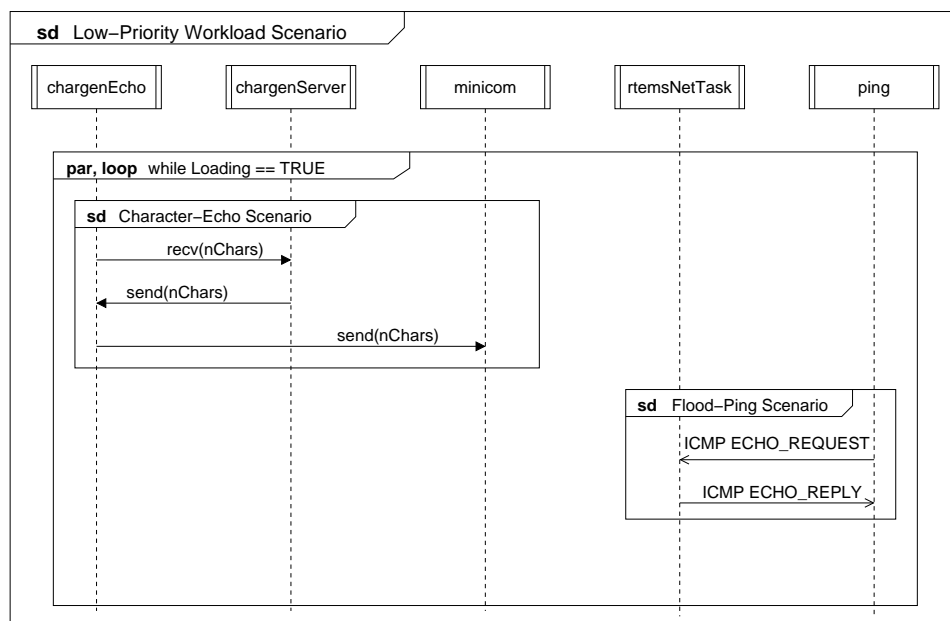 sd Low−Priority Workload Scenario
chargenEcho chargenServer minicom rtemsNetTask ping
par, loop while Loading == TRUE
sd Character−Echo Scenario
recv(nChars)
send(nChars)
send(nChars)
sd Flood−Ping Scenario
ICMP ECHO_REQUEST
ICMP ECHO_REPLY